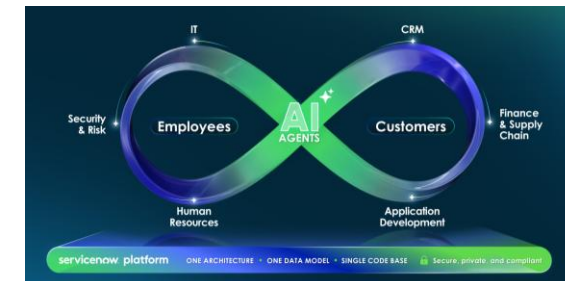 IT
CRM
Security
& Risk
Employees
AI
AGENTS
Customers
Finance
& Supply
Chain
Human
Resources
Application
Development
servicenow platform ONE ARCHITECTURE • ONE DATA MODEL • SINGLE CODE BASE Secure, private, and compliant